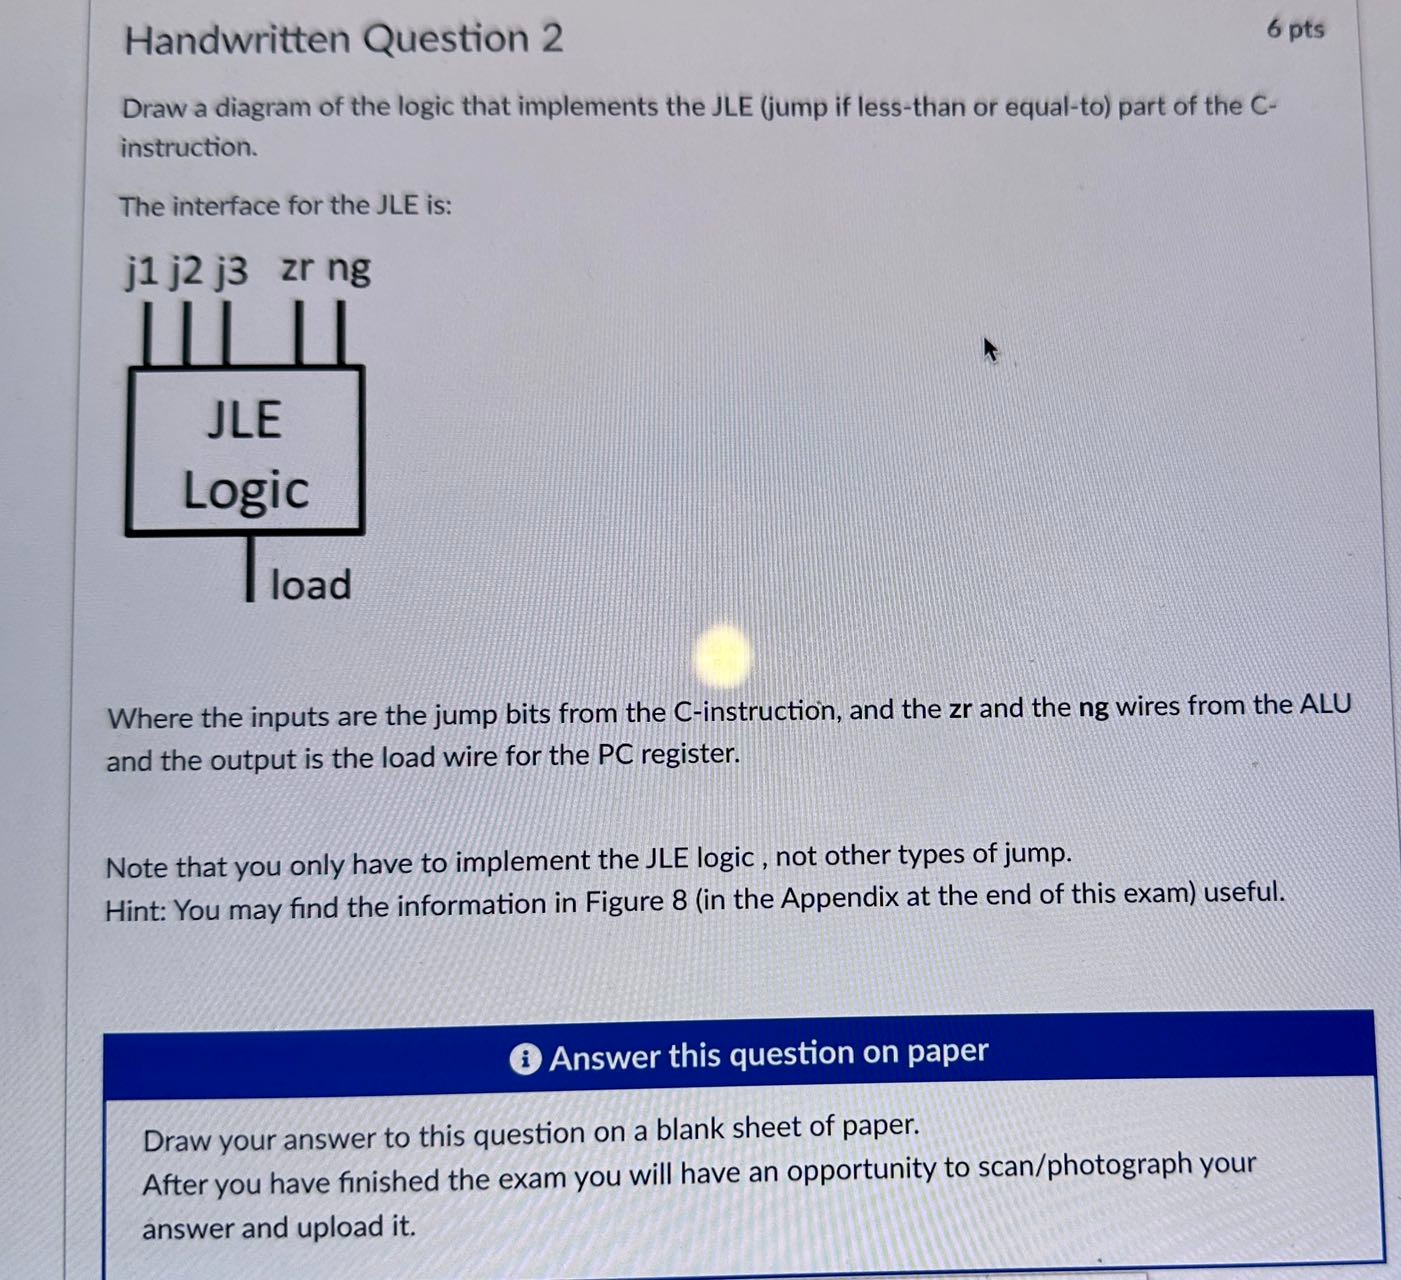 Handwritten Question 2
6 pts
Draw a diagram of the logic that implements the JLE (jump if less-than or equal-to) part of the C-
instruction.
The interface for the JLE is:
j1 j2 j3 zr ng
JLE
Logic
load
Where the inputs are the jump bits from the C-instruction, and the zr and the ng wires from the ALU
and the output is the load wire for the PC register.
Note that you only have to implement the JLE logic , not other types of jump.
Hint: You may find the information in Figure 8 (in the Appendix at the end of this exam) useful.
i Answer this question on paper
Draw your answer to this question on a blank sheet of paper.
After you have finished the exam you will have an opportunity to scan/photograph your
answer and upload it.